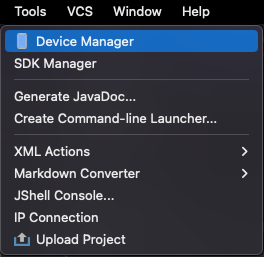 Tools VCS Window Help
Device Manager
SDK Manager
Generate JavaDoc...
Create Command-line Launcher...
XML Actions
Markdown Converter
JShell Console...
IP Connection
Upload Project